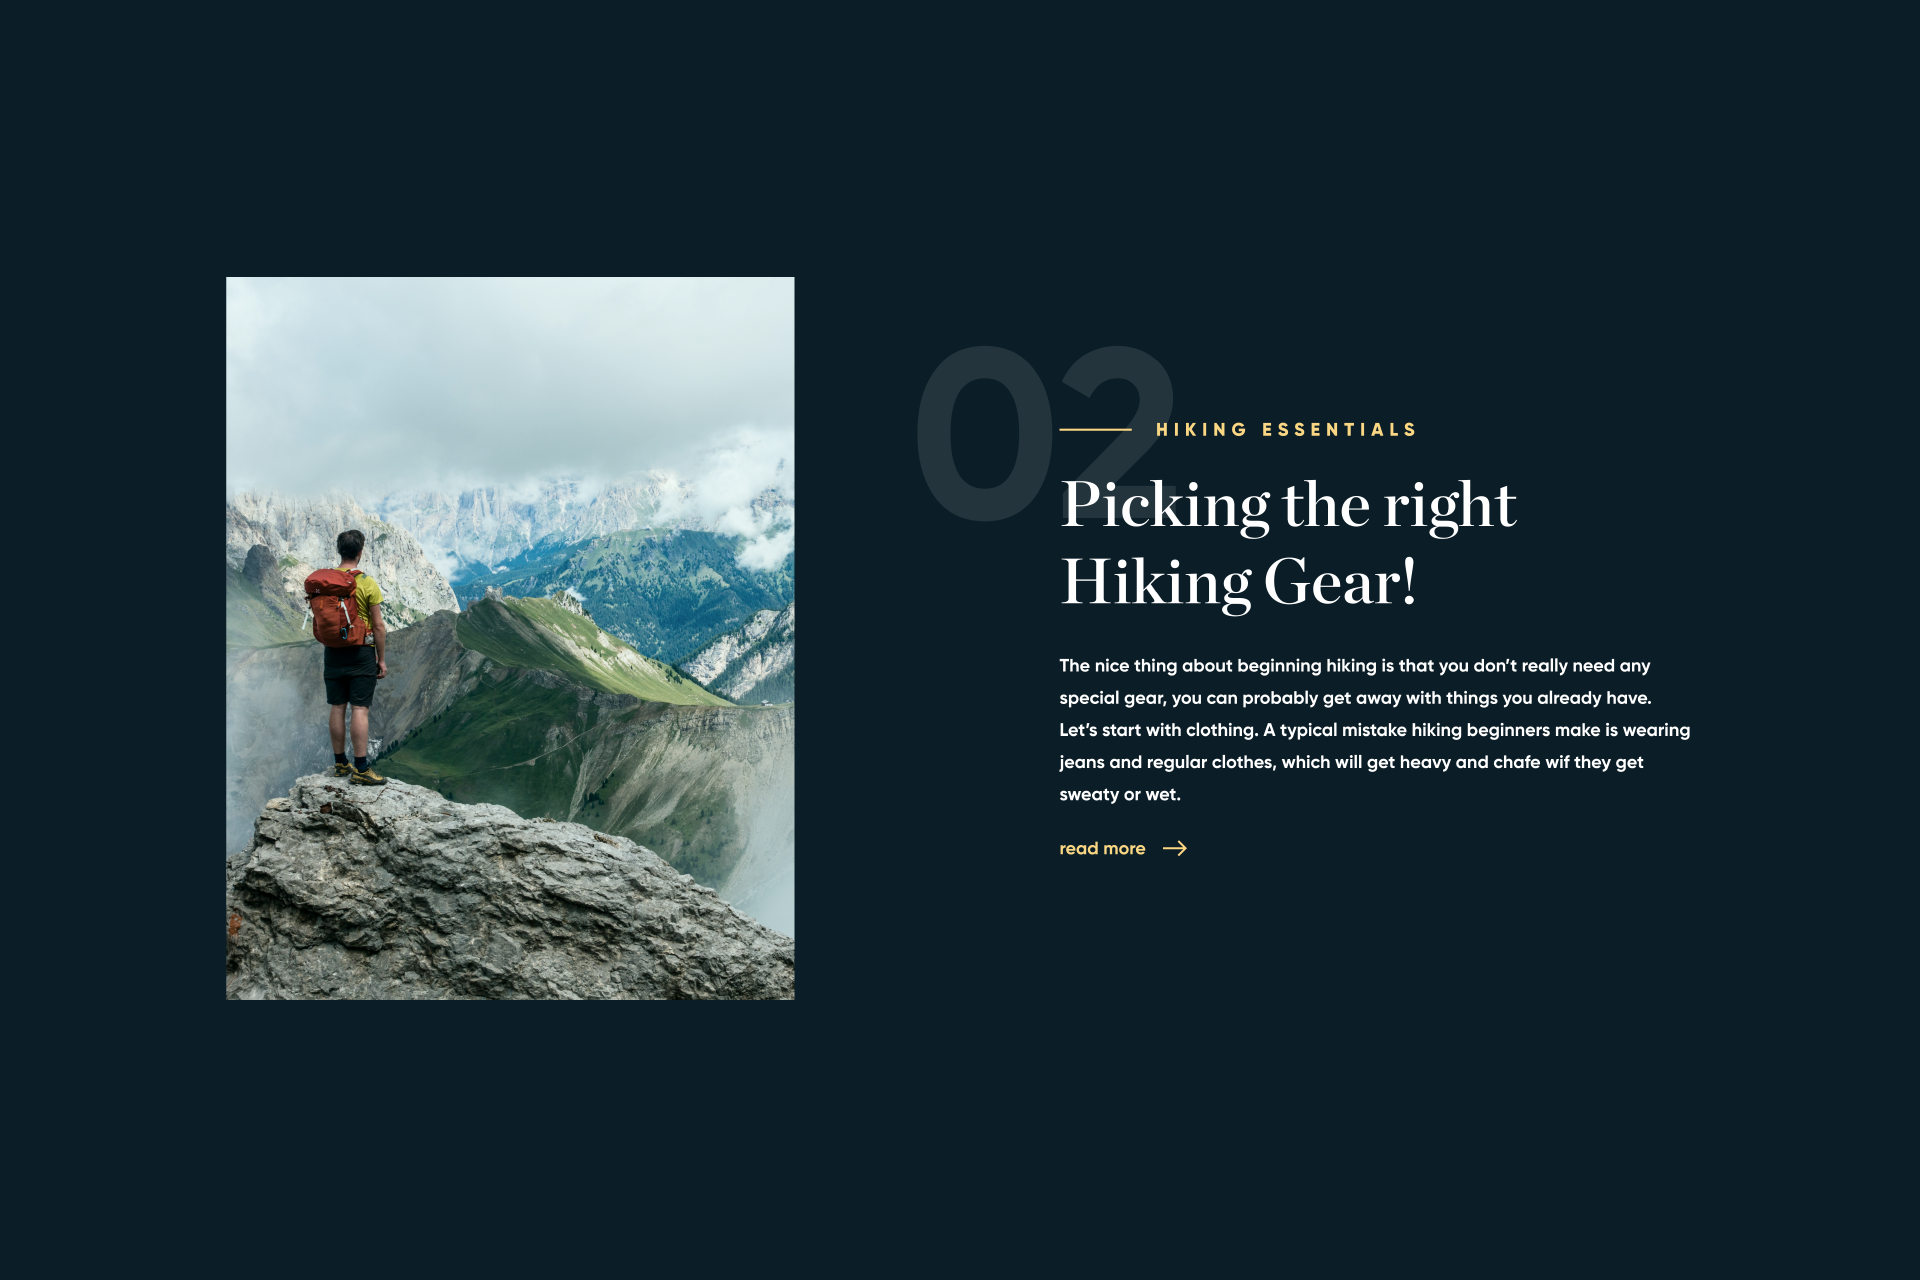 02
HIKING ESSENTIALS
Picking the right
Hiking Gear!
The nice thing about beginning hiking is that you don’t really need any
special gear, you can probably get away with things you already have.
Let’s start with clothing. A typical mistake hiking beginners make is wearing
jeans and regular clothes, which will get heavy and chafe wif they get
sweaty or wet.
read more